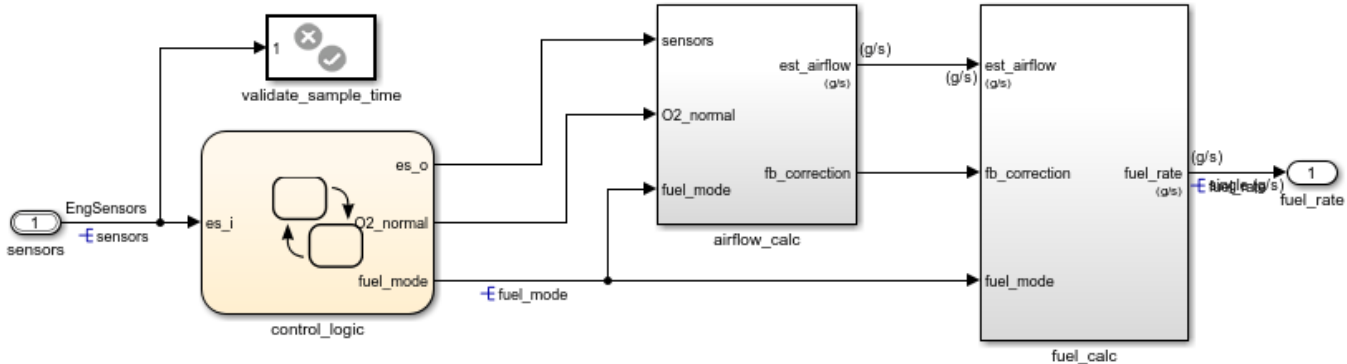 1
validate_sample_time
sensors
est_airflow
(g/s)
O2_normal
fb_correction
fuel_mode
airflow_calc
(g/s)
(g/s)
est_airflow
(g/s)
fb_correction
fuel_mode
fuel_rate
(g/s)
fuel_calc
(g/s)
1
fuel_rate
1
sensors
EngSensors
sensors
es_i
es_o
O2_normal
fuel_mode
control_logic
fuel_mode